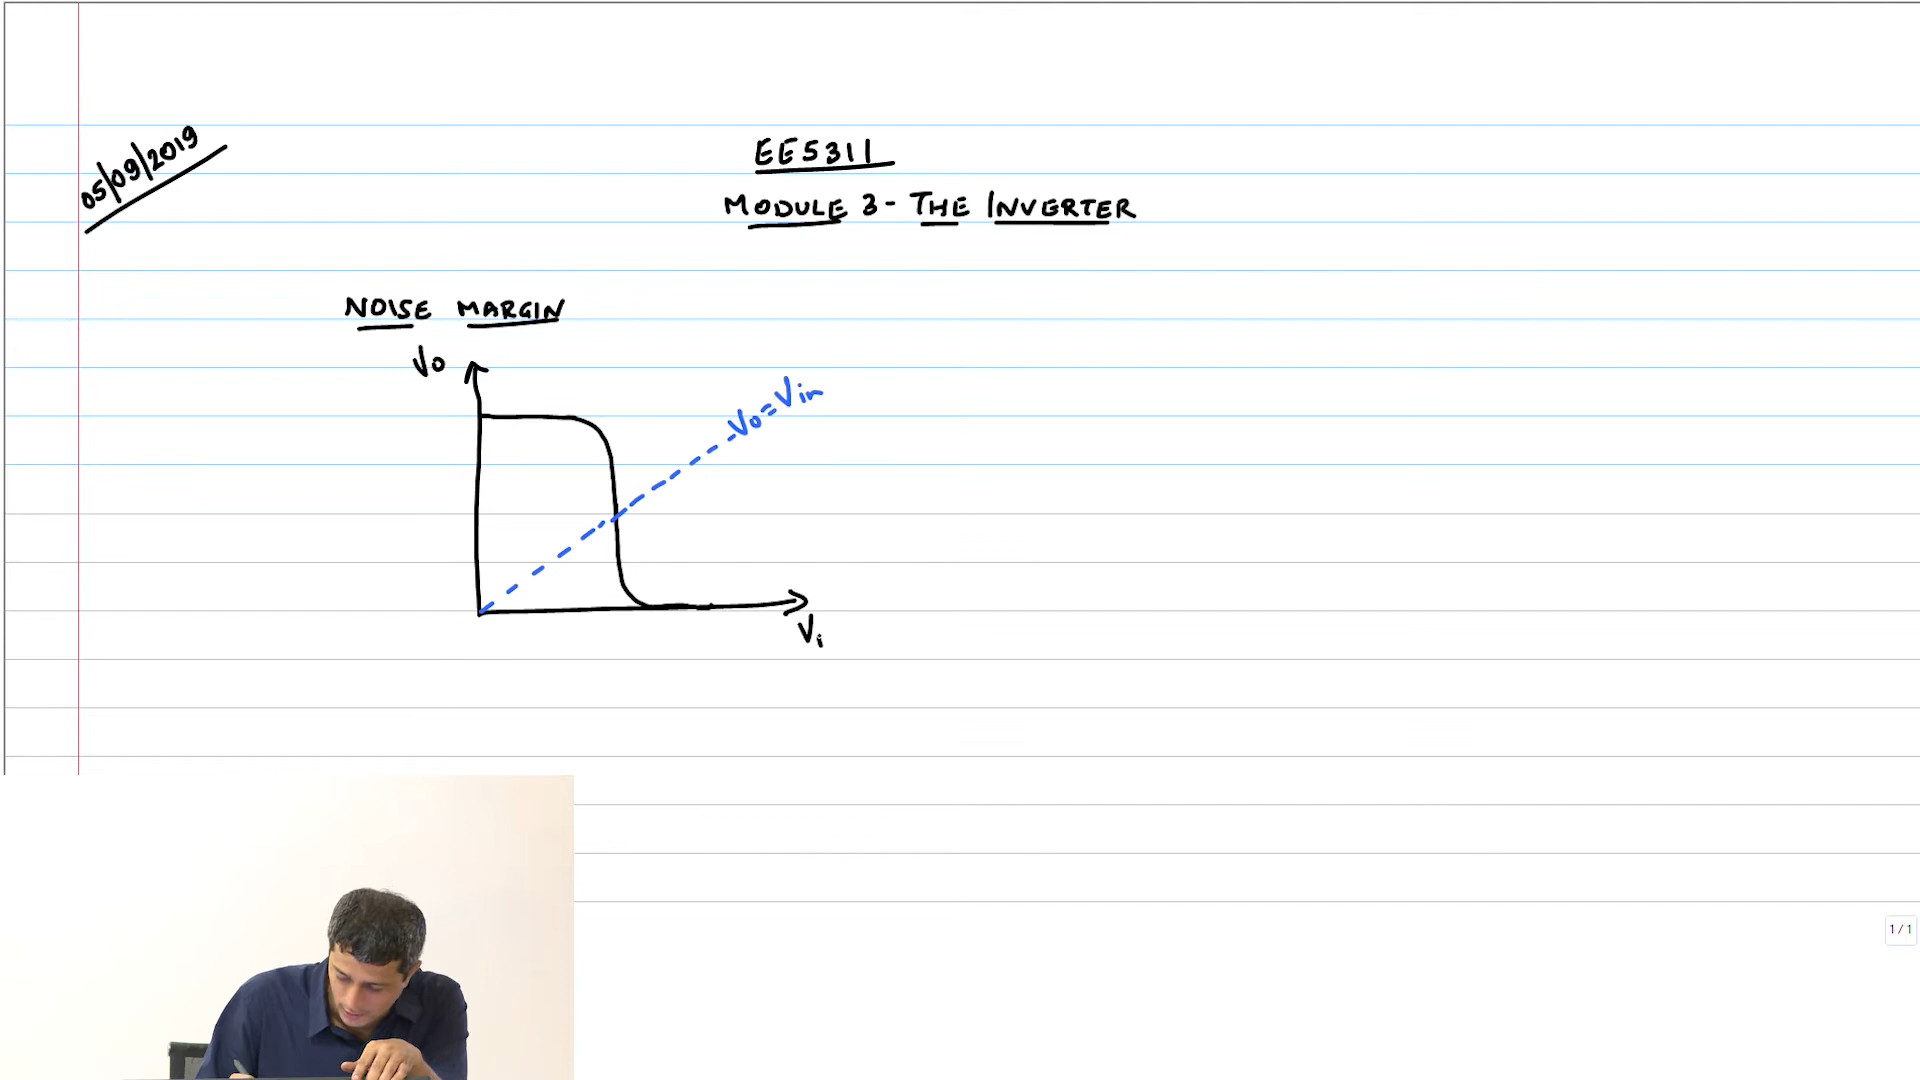 05/09/2019
EE5311
MODULE 3 - THE INVERTER
NOISE MARGIN
Vo
Vo = Vin
Vi
1 / 1